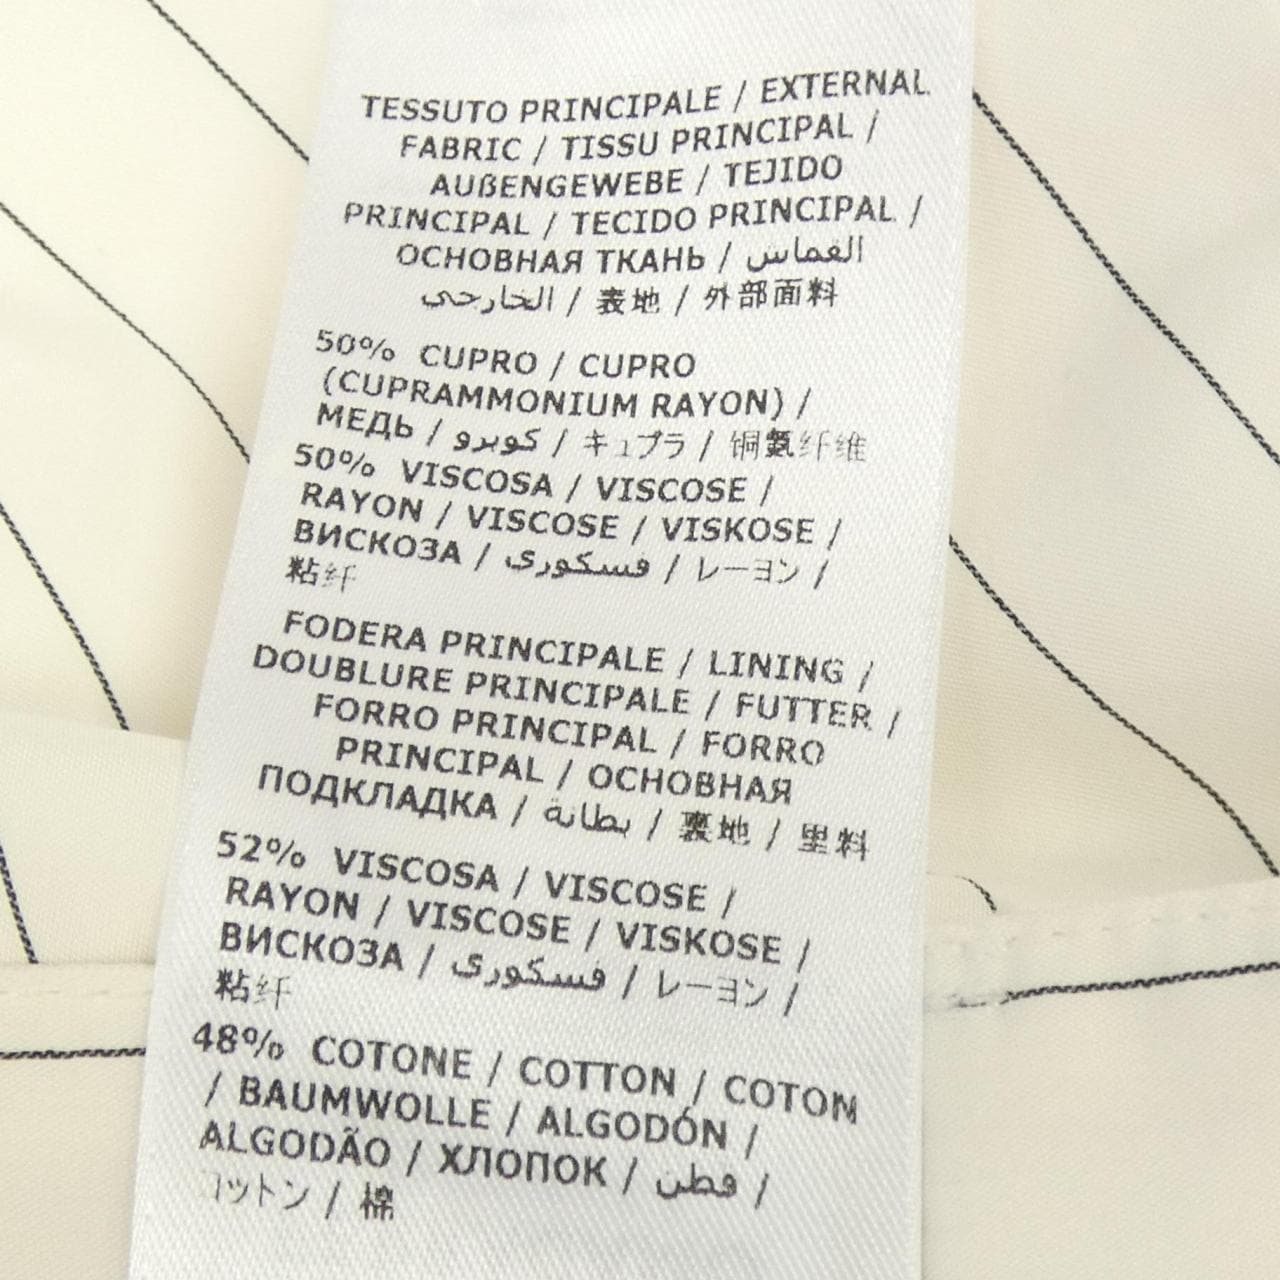 TESSUTO PRINCIPALE / EXTERNAL
FABRIC / TISSU PRINCIPAL /
AUßENGEWEBE / TEJIDO
PRINCIPAL / TECIDO PRINCIPAL /
ОСНОВНАЯ ТКАНЬ / القماش
الخارجي / 表地 / 外部面料
50% CUPRO / CUPRO
(CUPRAMMONIUM RAYON) /
МЕДЬ / كوبرو / キュプラ / 铜氨纤维
50% VISCOSA / VISCOSE /
RAYON / VISCOSE / VISKOSE /
ВИСКОЗА / فسكوزى / レーヨン /
粘纤
FODERA PRINCIPALE / LINING /
DOUBLURE PRINCIPALE / FUTTER /
FORRO PRINCIPAL / FORRO
PRINCIPAL / ОСНОВНАЯ
ПОДКЛАДКА / بطانة / 裏地 / 里料
52% VISCOSA / VISCOSE /
RAYON / VISCOSE / VISKOSE /
ВИСКОЗА / فسكوزى / レーヨン /
粘纤
48% COTONE / COTTON / COTON
/ BAUMWOLLE / ALGODÓN /
ALGODÃO / ХЛОПОК / قطن /
コットン / 棉